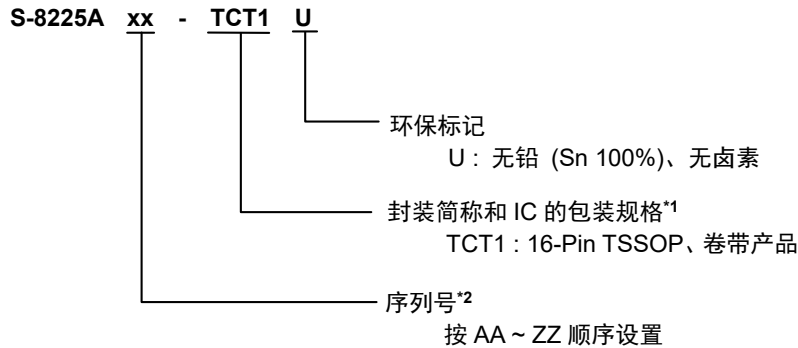 S-8225A xx - TCT1 U
环保标记
U : 无铅 (Sn 100%)、无卤素
封装简称和 IC 的包装规格*1
TCT1 : 16-Pin TSSOP、卷带产品
序列号*2
按 AA ~ ZZ 顺序设置